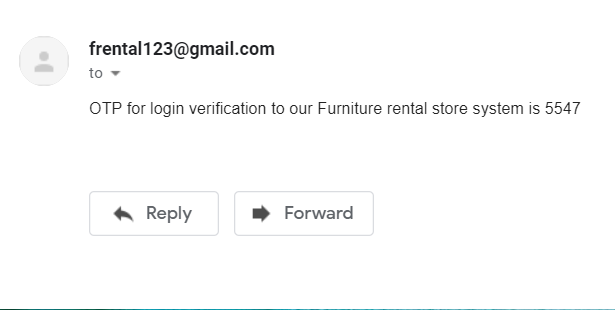 frental123@gmail.com
to
OTP for login verification to our Furniture rental store system is 5547
Reply
Forward